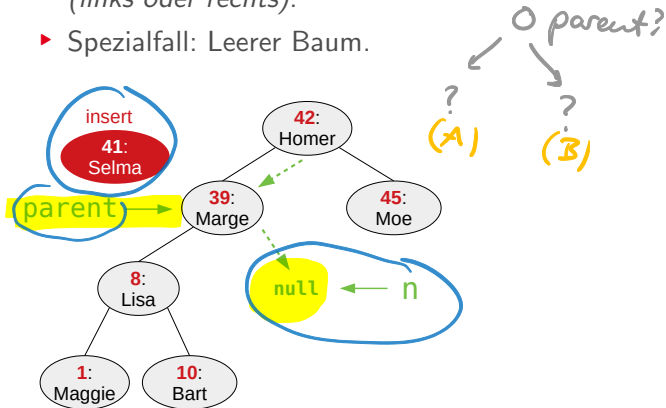 (links oder rechts).
Spezialfall: Leerer Baum.
parent?
?
?
(A)
(B)
insert
41:
Selma
42:
Homer
parent
39:
Marge
45:
Moe
8:
Lisa
null
n
1:
Maggie
10:
Bart